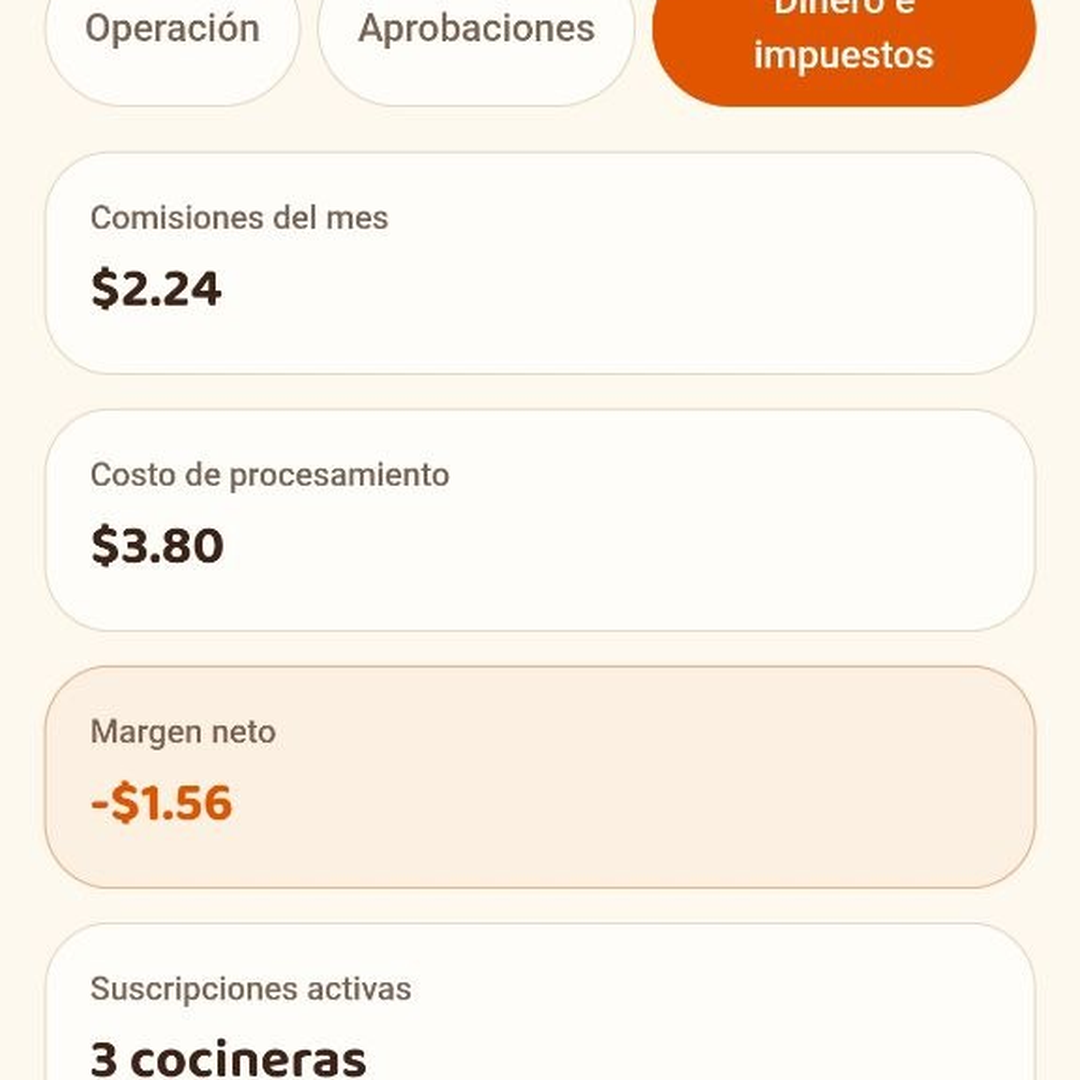 Operación
Aprobaciones
Dinero e
impuestos
Comisiones del mes
$2.24
Costo de procesamiento
$3.80
Margen neto
-$1.56
Suscripciones activas
3 cocineras